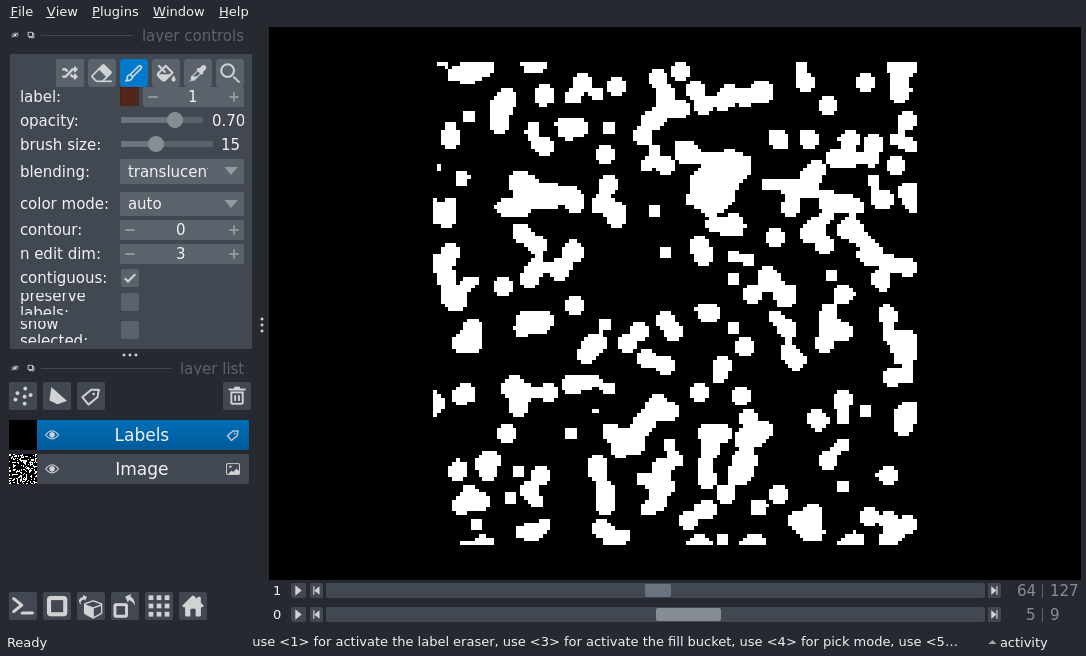 File View Plugins Window Help
layer controls
label: 1
opacity: 0.70
brush size: 15
blending: translucen
color mode: auto
contour: 0
n edit dim: 3
contiguous:
preserve
labels:
show
selected:
layer list
Labels
Image
1 64 127
0 5 9
Ready use <1> for activate the label eraser, use <3> for activate the fill bucket, use <4> for pick mode, use <5... activity